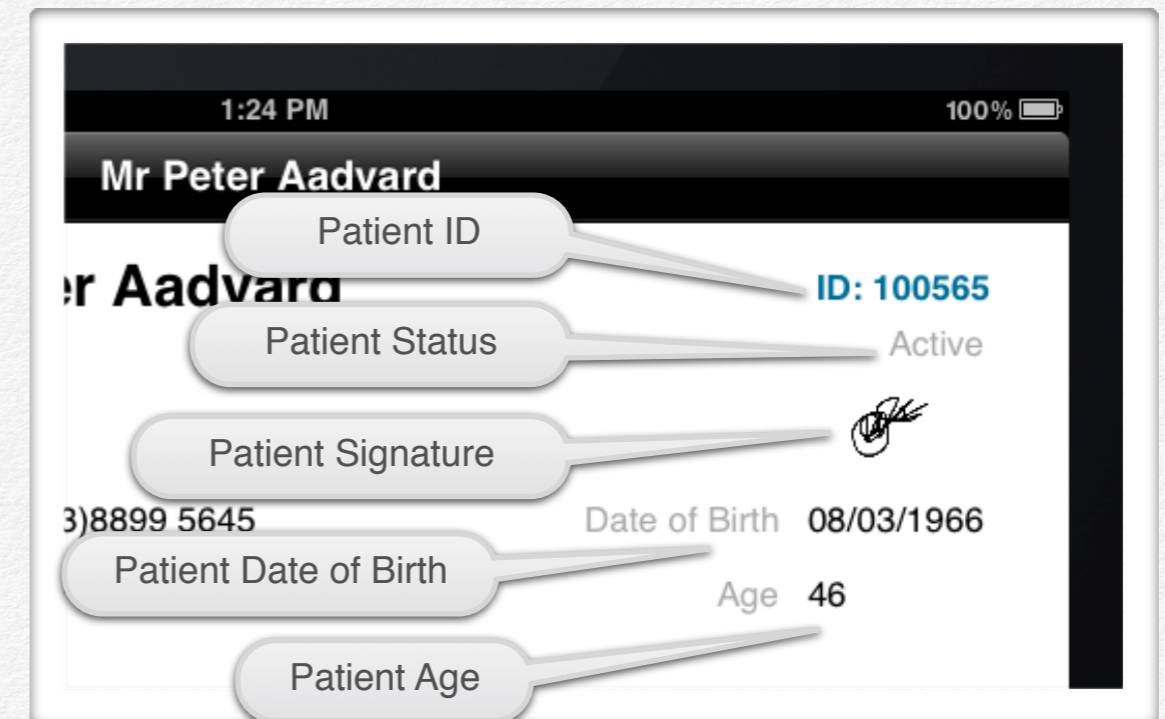 1:24 PM 100%
Mr Peter Aadvard
Patient ID
er Aadvard ID: 100565
Patient Status Active
Patient Signature
3)8899 5645 Date of Birth 08/03/1966
Patient Date of Birth
Age 46
Patient Age